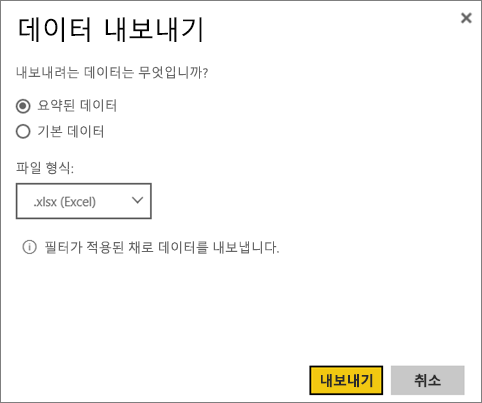 데이터 내보내기
내보내려는 데이터는 무엇입니까?
요약된 데이터
기본 데이터
파일 형식:
.xlsx (Excel)
필터가 적용된 채로 데이터를 내보냅니다.
내보내기 취소